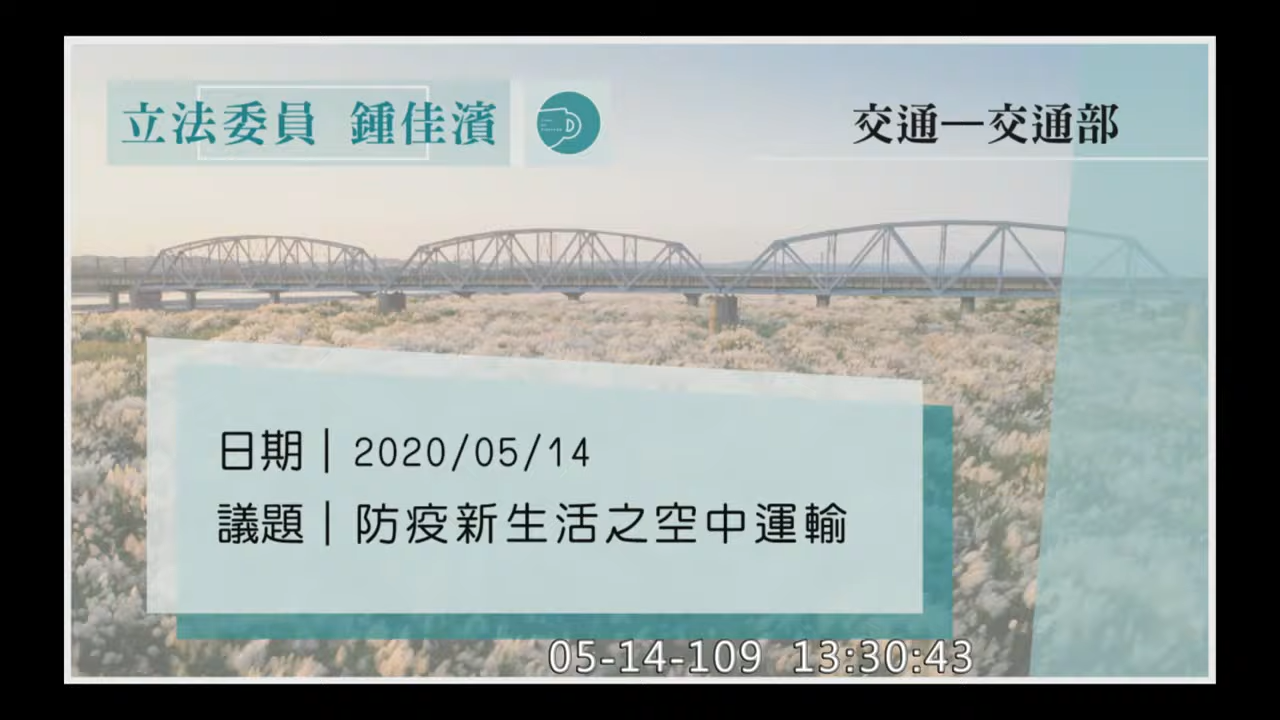 立法委員 鍾佳濱
交通—交通部
日期｜2020/05/14
議題｜防疫新生活之空中運輸
05-14-109 13:30:43